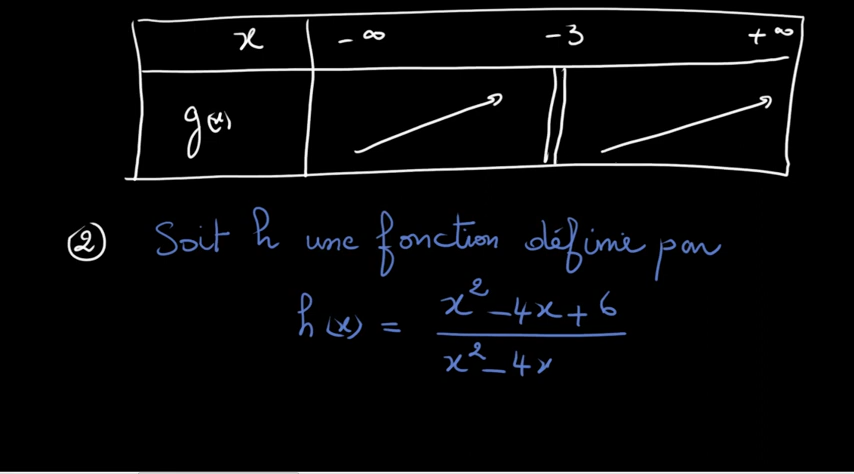 x -∞ -3 +∞
g(x)
② Soit h une fonction définie par
h(x) = x² - 4x + 6
x² - 4x